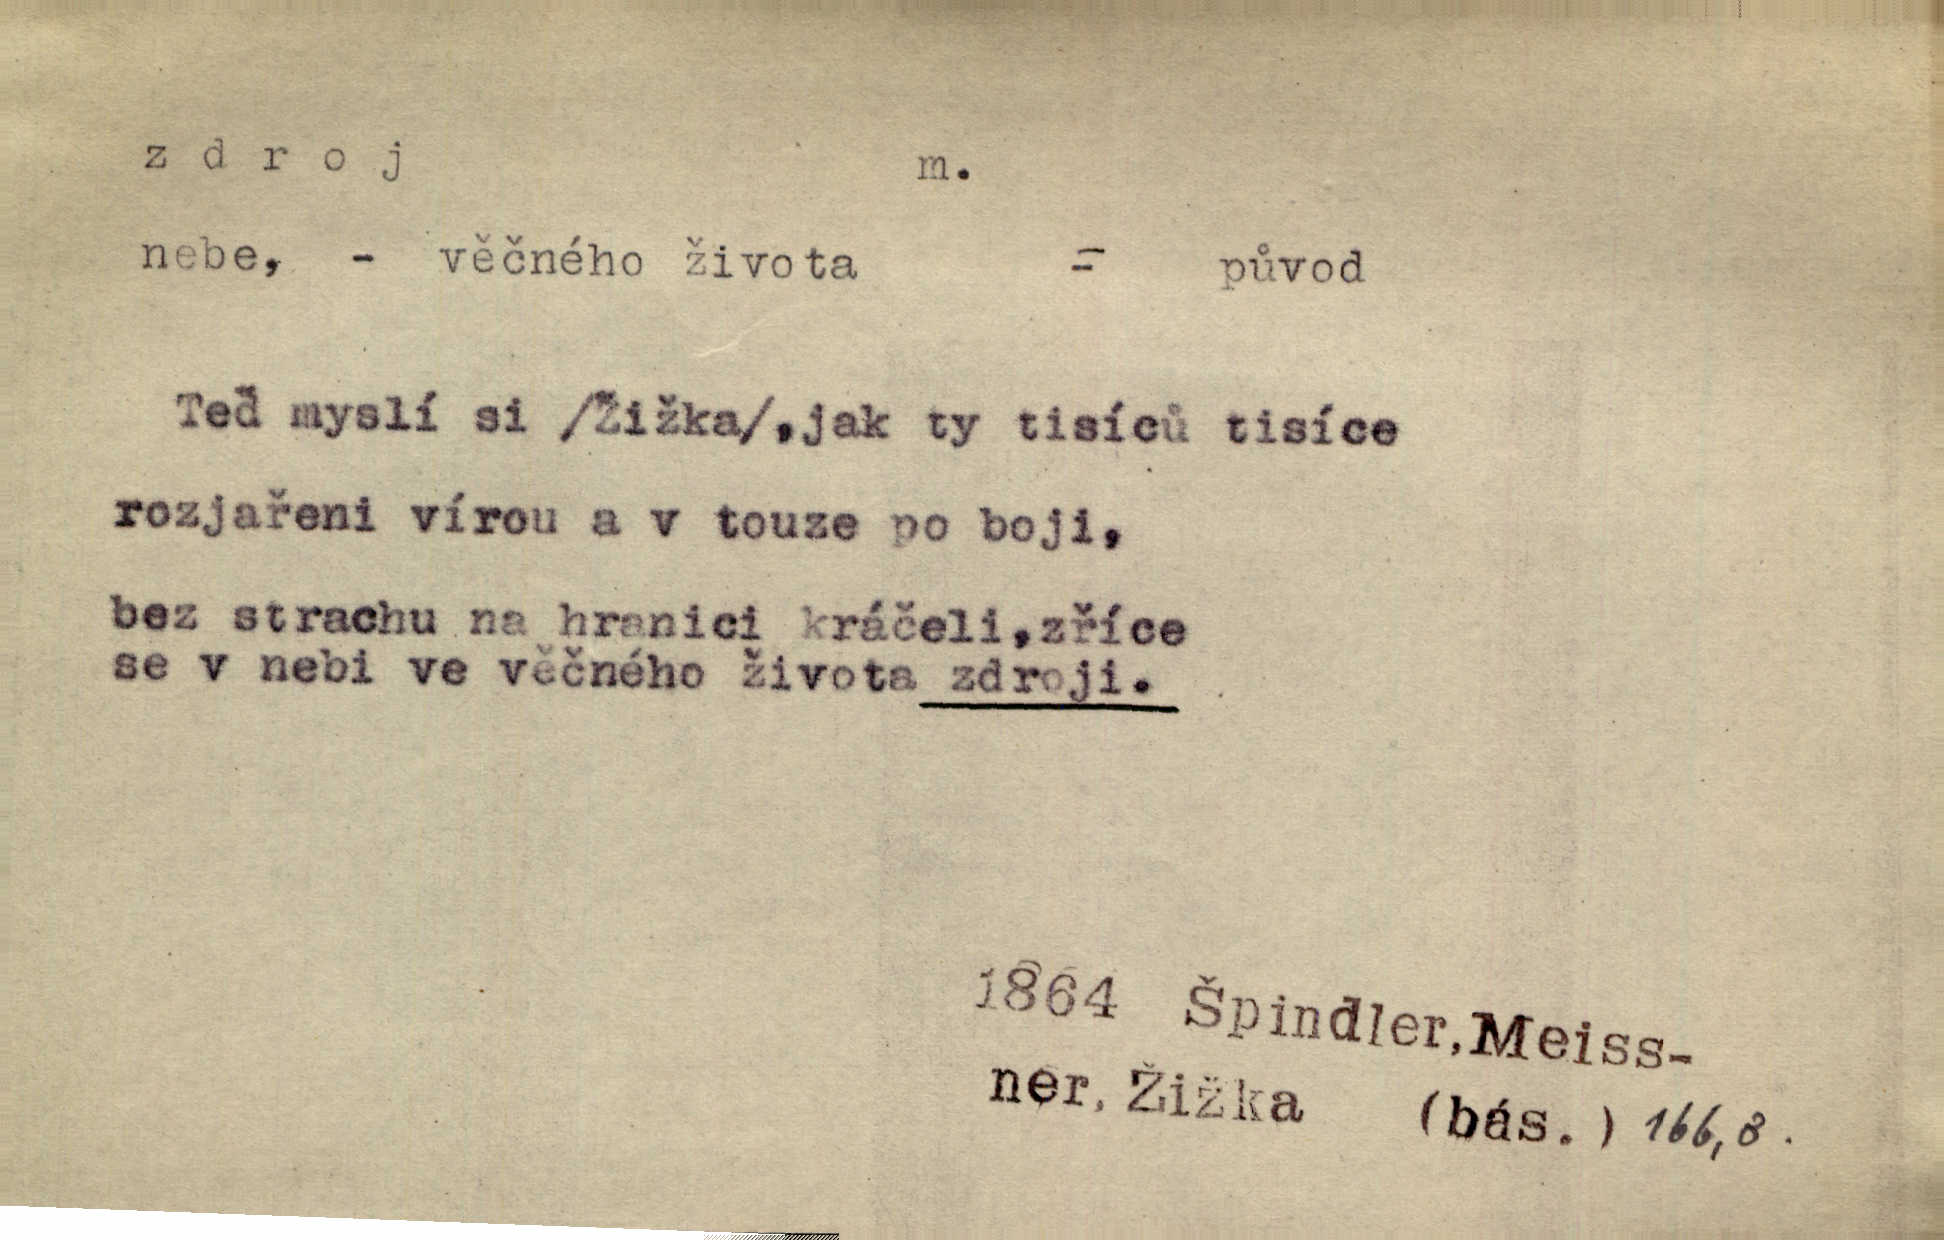 z d r o j m.
nebe, - věčného života = původ
Teď myslí si /Žižka/,jak ty tisíců tisíce
rozjařeni vírou a v touze po boji,
bez strachu na hranici kráčeli,zříce
se v nebi ve věčného života zdroji.
1864 Špindler,Meiss-
ner, Žižka (bás.) 166,8.